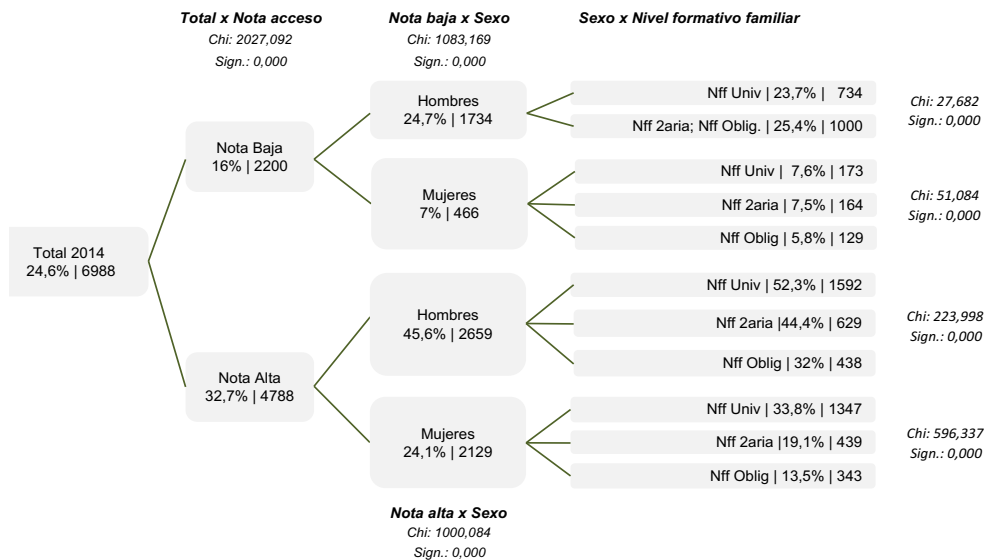 Total x Nota acceso
Chi: 2027,092
Sign.: 0,000
Nota baja x Sexo
Chi: 1083,169
Sign.: 0,000
Sexo x Nivel formativo familiar
Total 2014
24,6% | 6988
Nota Baja
16% | 2200
Nota Alta
32,7% | 4788
Hombres
24,7% | 1734
Mujeres
7% | 466
Hombres
45,6% | 2659
Mujeres
24,1% | 2129
Nff Univ | 23,7% | 734
Nff 2aria; Nff Oblig. | 25,4% | 1000
Chi: 27,682
Sign.: 0,000
Nff Univ | 7,6% | 173
Nff 2aria | 7,5% | 164
Nff Oblig | 5,8% | 129
Chi: 51,084
Sign.: 0,000
Nff Univ | 52,3% | 1592
Nff 2aria |44,4% | 629
Nff Oblig | 32% | 438
Chi: 223,998
Sign.: 0,000
Nff Univ | 33,8% | 1347
Nff 2aria |19,1% | 439
Nff Oblig | 13,5% | 343
Chi: 596,337
Sign.: 0,000
Nota alta x Sexo
Chi: 1000,084
Sign.: 0,000